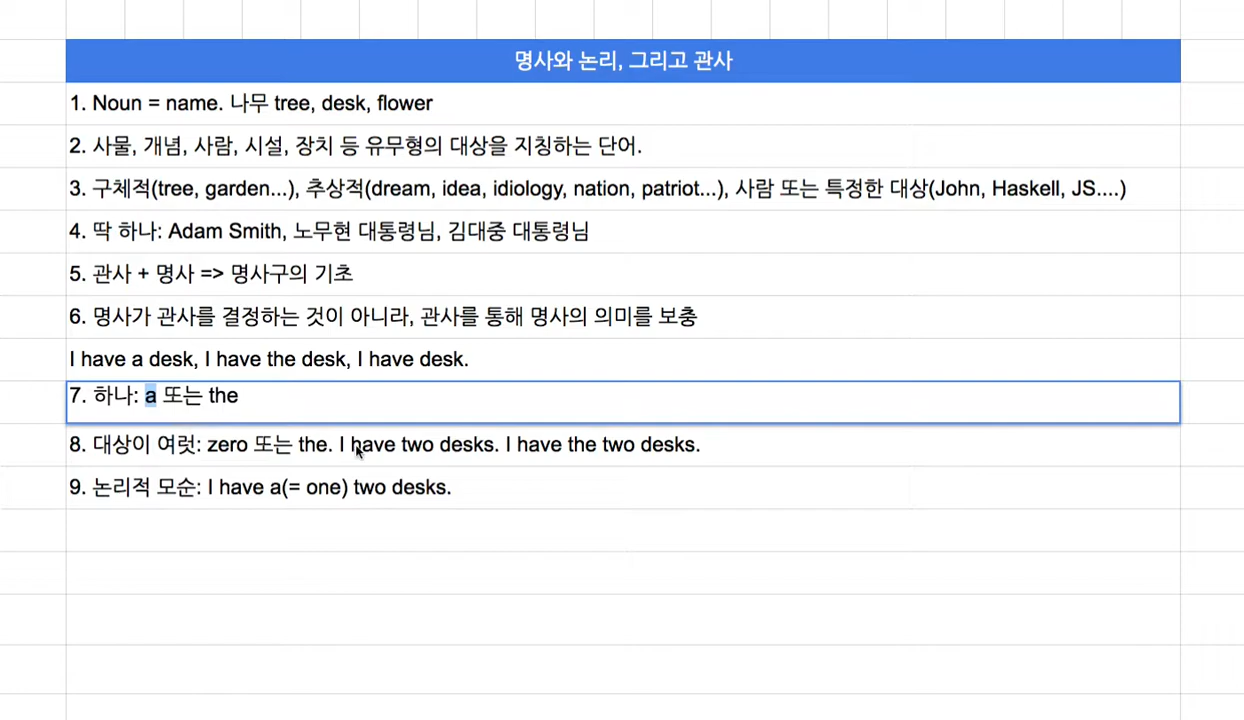 명사와 논리, 그리고 관사
1. Noun = name. 나무 tree, desk, flower
2. 사물, 개념, 사람, 시설, 장치 등 유무형의 대상을 지칭하는 단어.
3. 구체적(tree, garden...), 추상적(dream, idea, idiology, nation, patriot...), 사람 또는 특정한 대상(John, Haskell, JS....)
4. 딱 하나: Adam Smith, 노무현 대통령님, 김대중 대통령님
5. 관사 + 명사 => 명사구의 기초
6. 명사가 관사를 결정하는 것이 아니라, 관사를 통해 명사의 의미를 보충
I have a desk, I have the desk, I have desk.
7. 하나: a 또는 the
8. 대상이 여럿: zero 또는 the. I have two desks. I have the two desks.
9. 논리적 모순: I have a(= one) two desks.